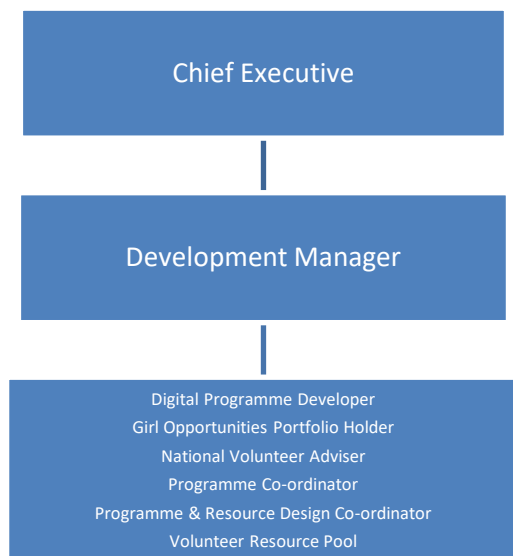 Chief Executive
Development Manager
Digital Programme Developer
Girl Opportunities Portfolio Holder
National Volunteer Adviser
Programme Co-ordinator
Programme & Resource Design Co-ordinator
Volunteer Resource Pool